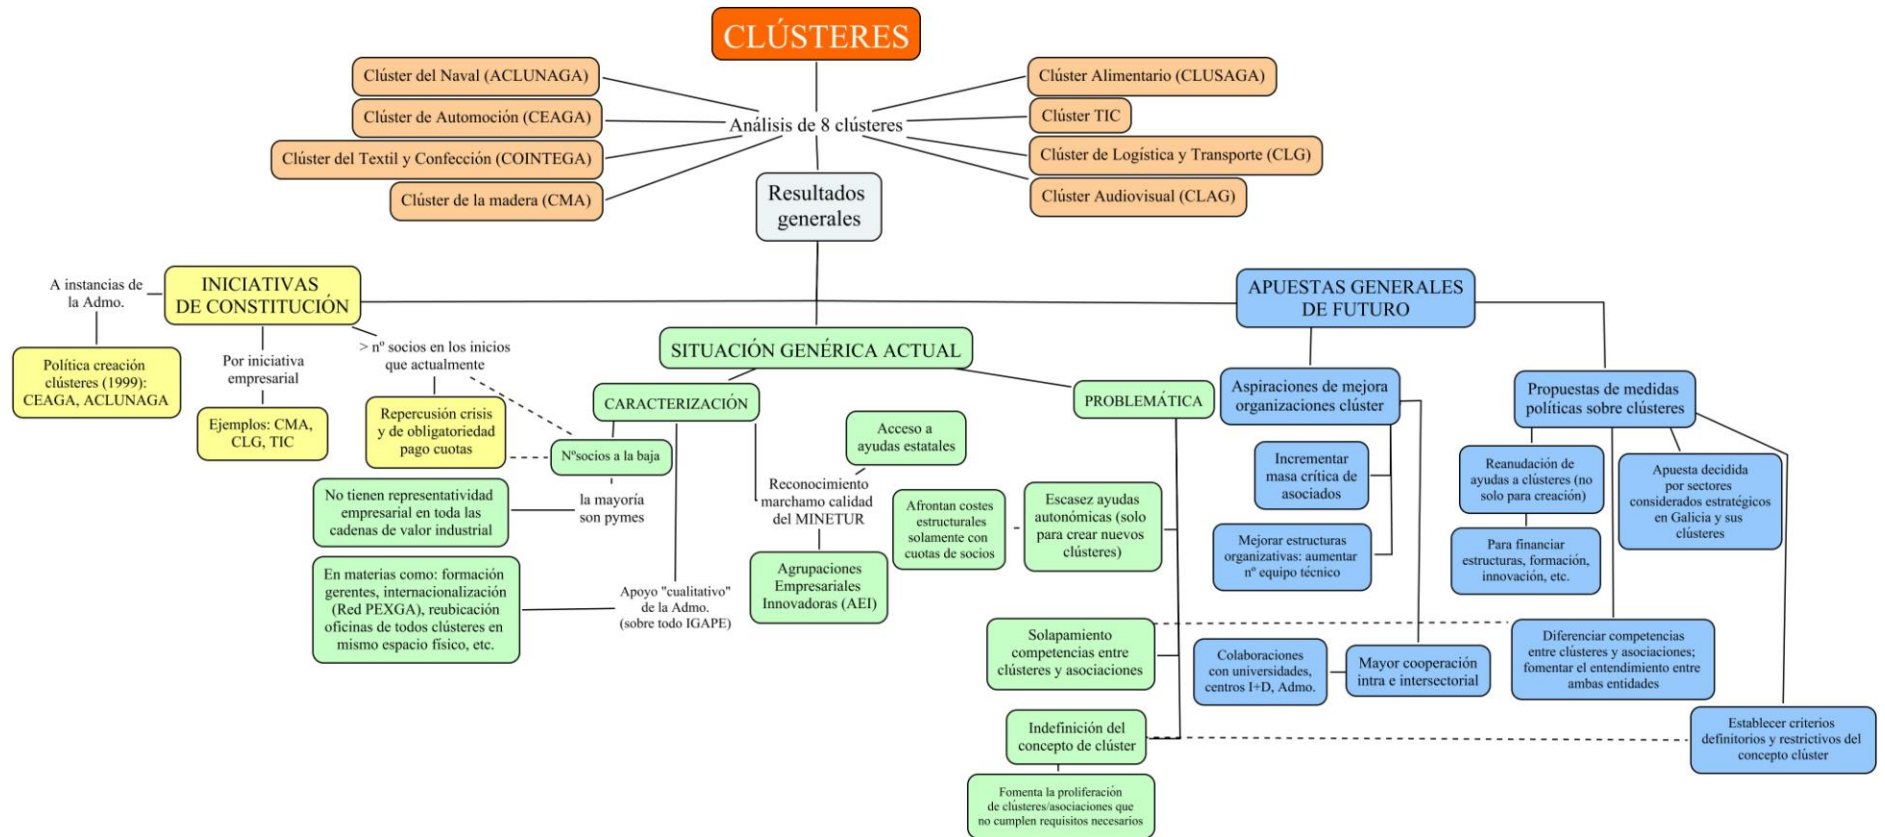 CLÚSTERES
Clúster del Naval (ACLUNAGA)
Clúster de Automoción (CEAGA)
Clúster del Textil y Confección (COINTEGA)
Clúster de la madera (CMA)
Análisis de 8 clústeres
Clúster Alimentario (CLUSAGA)
Clúster TIC
Clúster de Logística y Transporte (CLG)
Clúster Audiovisual (CLAG)
Resultados
generales
A instancias de
la Admo.
INICIATIVAS
DE CONSTITUCIÓN
Política creación
clústeres (1999):
CEAGA, ACLUNAGA
Por iniciativa
empresarial
Ejemplos: CMA,
CLG, TIC
> nº socios en los inicios
que actualmente
Repercusión crisis
y de obligatoriedad
pago cuotas
SITUACIÓN GENÉRICA ACTUAL
CARACTERIZACIÓN
Nºsocios a la baja
la mayoría
son pymes
No tienen representatividad
empresarial en toda las
cadenas de valor industrial
En materias como: formación
gerentes, internacionalización
(Red PEXGA), reubicación
oficinas de todos clústeres en
mismo espacio físico, etc.
Apoyo "cualitativo"
de la Admo.
(sobre todo IGAPE)
Acceso a
ayudas estatales
Reconocimiento
marchamo calidad
del MINETUR
Agrupaciones
Empresariales
Innovadoras (AEI)
PROBLEMÁTICA
Afrontan costes
estructurales
solamente con
cuotas de socios
Escasez ayudas
autonómicas (solo
para crear nuevos
clústeres)
Solapamiento
competencias entre
clústeres y asociaciones
Indefinición del
concepto de clúster
Fomenta la proliferación
de clústeres/asociaciones que
no cumplen requisitos necesarios
APUESTAS GENERALES
DE FUTURO
Aspiraciones de mejora
organizaciones clúster
Incrementar
masa crítica de
asociados
Mejorar estructuras
organizativas: aumentar
nº equipo técnico
Colaboraciones
con universidades,
centros I+D, Admo.
Mayor cooperación
intra e intersectorial
Propuestas de medidas
políticas sobre clústeres
Reanudación de
ayudas a clústeres (no
solo para creación)
Para financiar
estructuras, formación,
innovación, etc.
Apuesta decidida
por sectores
considerados estratégicos
en Galicia y sus
clústeres
Diferenciar competencias
entre clústeres y asociaciones;
fomentar el entendimiento entre
ambas entidades
Establecer criterios
definitorios y restrictivos del
concepto clúster